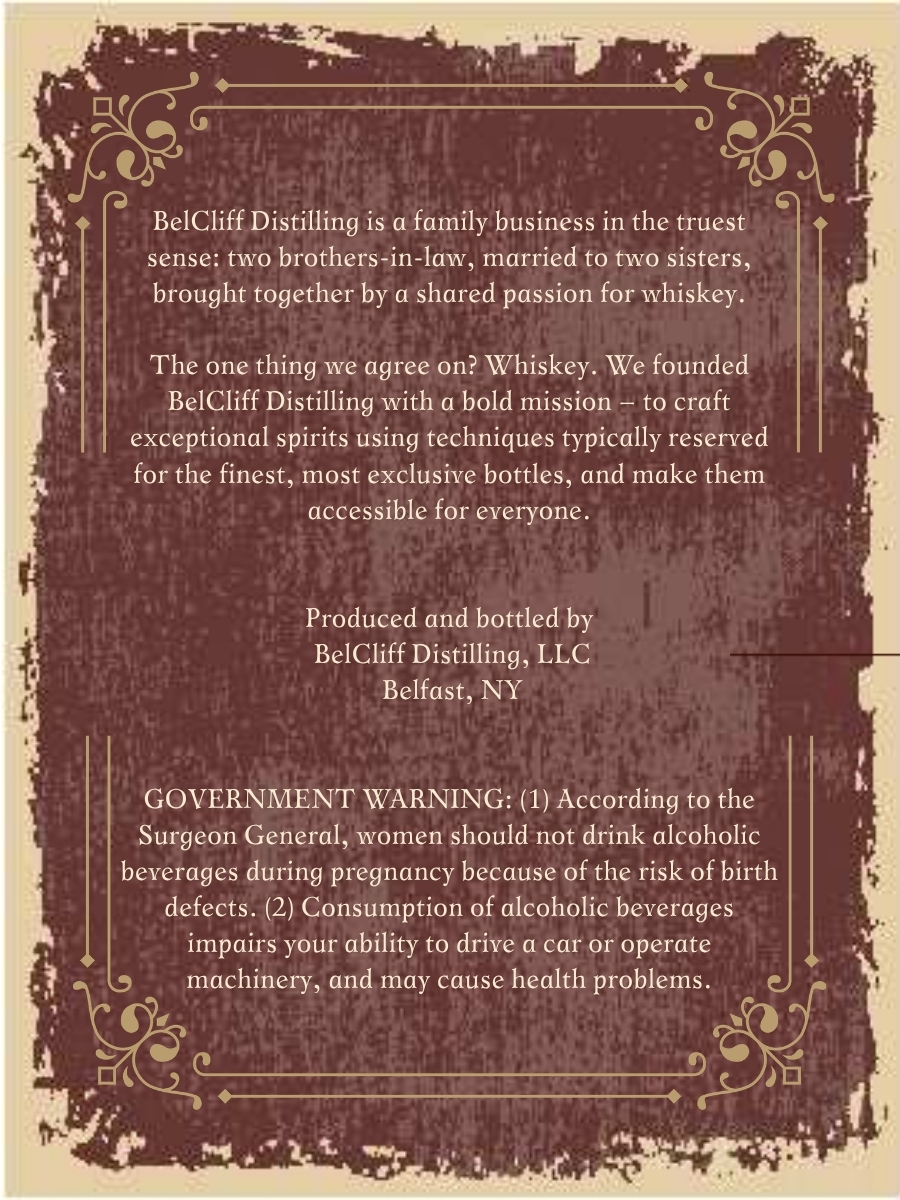 BelCliff Distilling is a family business in the truest
sense: two brothers-in-law, married to two sisters,
brought together by a shared passion for whiskey.
The one thing we agree on? Whiskey. We founded
BelCliff Distilling with a bold mission – to craft
exceptional spirits using techniques typically reserved
for the finest, most exclusive bottles, and make them
accessible for everyone.
Produced and bottled by
BelCliff Distilling, LLC
Belfast, NY
GOVERNMENT WARNING: (1) According to the
Surgeon General, women should not drink alcoholic
beverages during pregnancy because of the risk of birth
defects. (2) Consumption of alcoholic beverages
impairs your ability to drive a car or operate
machinery, and may cause health problems.